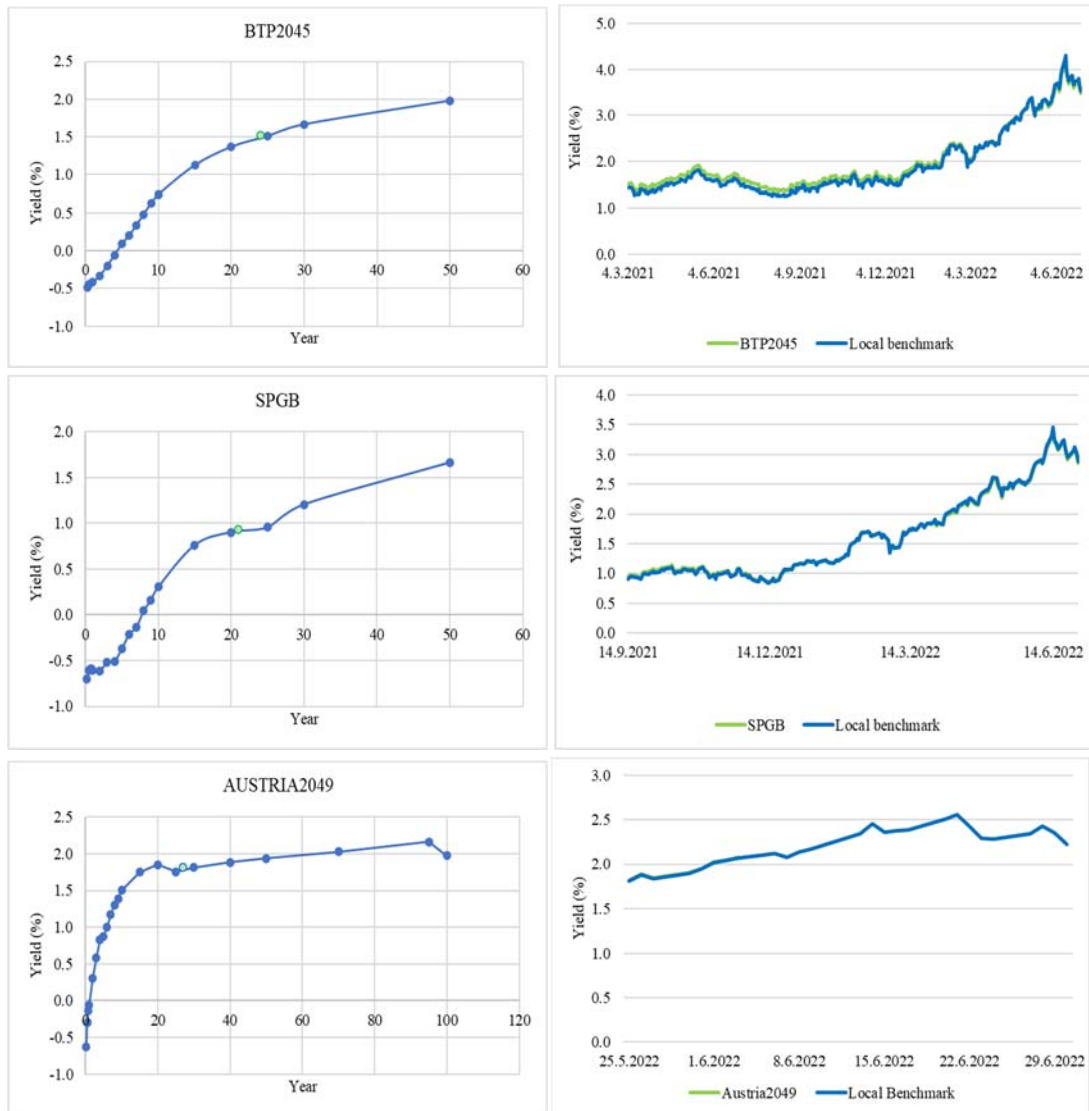 BTP2045
2.5
2.0
1.5
1.0
0.5
0.0
-0.5
-1.0
0 10 20 30 40 50 60
Yield (%)
Year
5.0
4.0
3.0
2.0
1.0
0.0
4.3.2021 4.6.2021 4.9.2021 4.12.2021 4.3.2022 4.6.2022
Yield (%)
BTP2045 Local benchmark
SPGB
2.0
1.5
1.0
0.5
0.0
-0.5
-1.0
0 10 20 30 40 50 60
Yield (%)
Year
4.0
3.5
3.0
2.5
2.0
1.5
1.0
0.5
0.0
14.9.2021 14.12.2021 14.3.2022 14.6.2022
Yield (%)
SPGB Local benchmark
AUSTRIA2049
2.5
2.0
1.5
1.0
0.5
0.0
-0.5
-1.0
0 20 40 60 80 100 120
Yield (%)
Year
3.0
2.5
2.0
1.5
1.0
0.5
0.0
25.5.2022 1.6.2022 8.6.2022 15.6.2022 22.6.2022 29.6.2022
Yield (%)
Austria2049 Local Benchmark